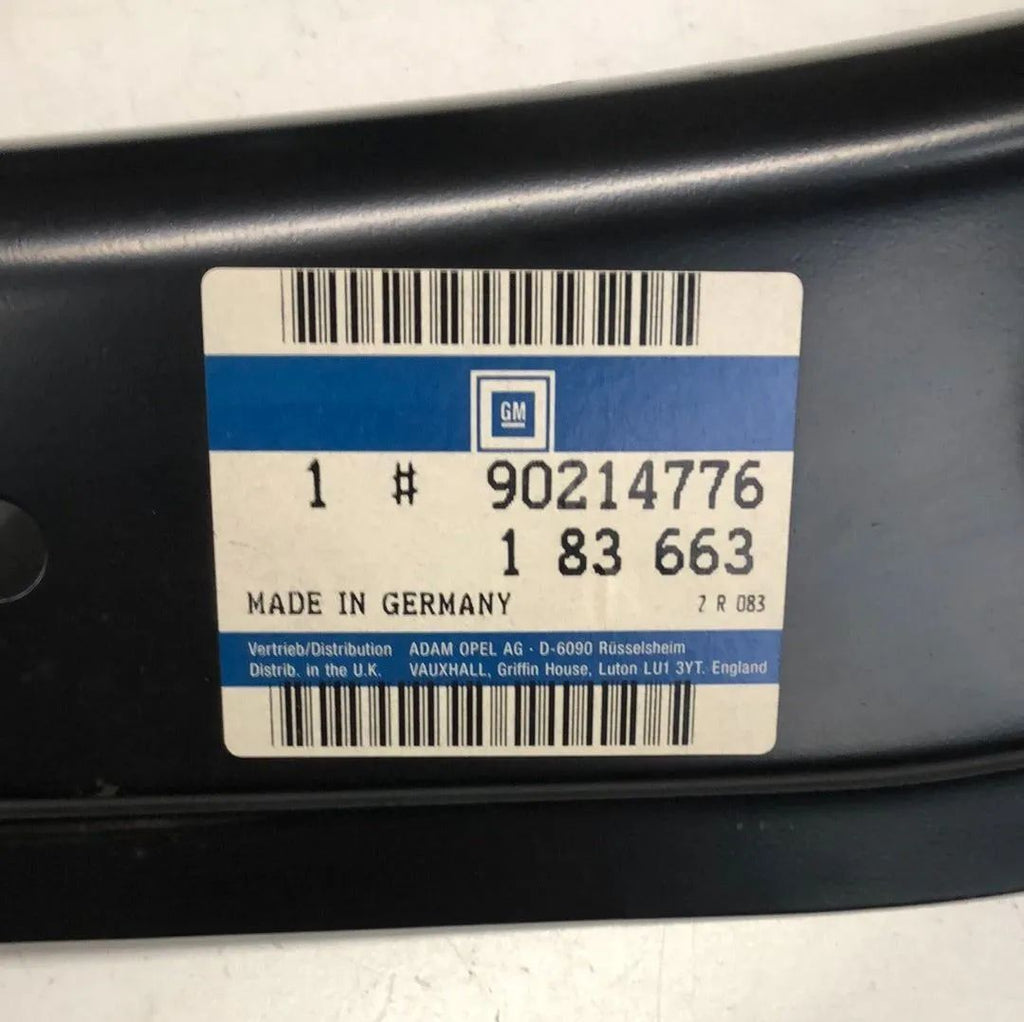 GM
1 # 90214776
1 83 663
MADE IN GERMANY 2 R 083
Vertrieb/Distribution ADAM OPEL AG · D-6090 Rüsselsheim
Distrib. in the U.K. VAUXHALL, Griffin House, Luton LU1 3YT. England